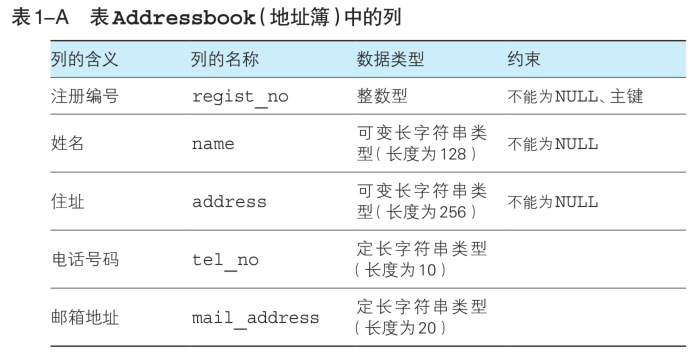 表1-A 表Addressbook(地址簿)中的列
列的含义 列的名称 数据类型 约束
注册编号 regist_no 整数型 不能为NULL、主键
姓名 name 可变长字符串类型(长度为128) 不能为NULL
住址 address 可变长字符串类型(长度为256) 不能为NULL
电话号码 tel_no 定长字符串类型(长度为10)
邮箱地址 mail_address 定长字符串类型(长度为20)